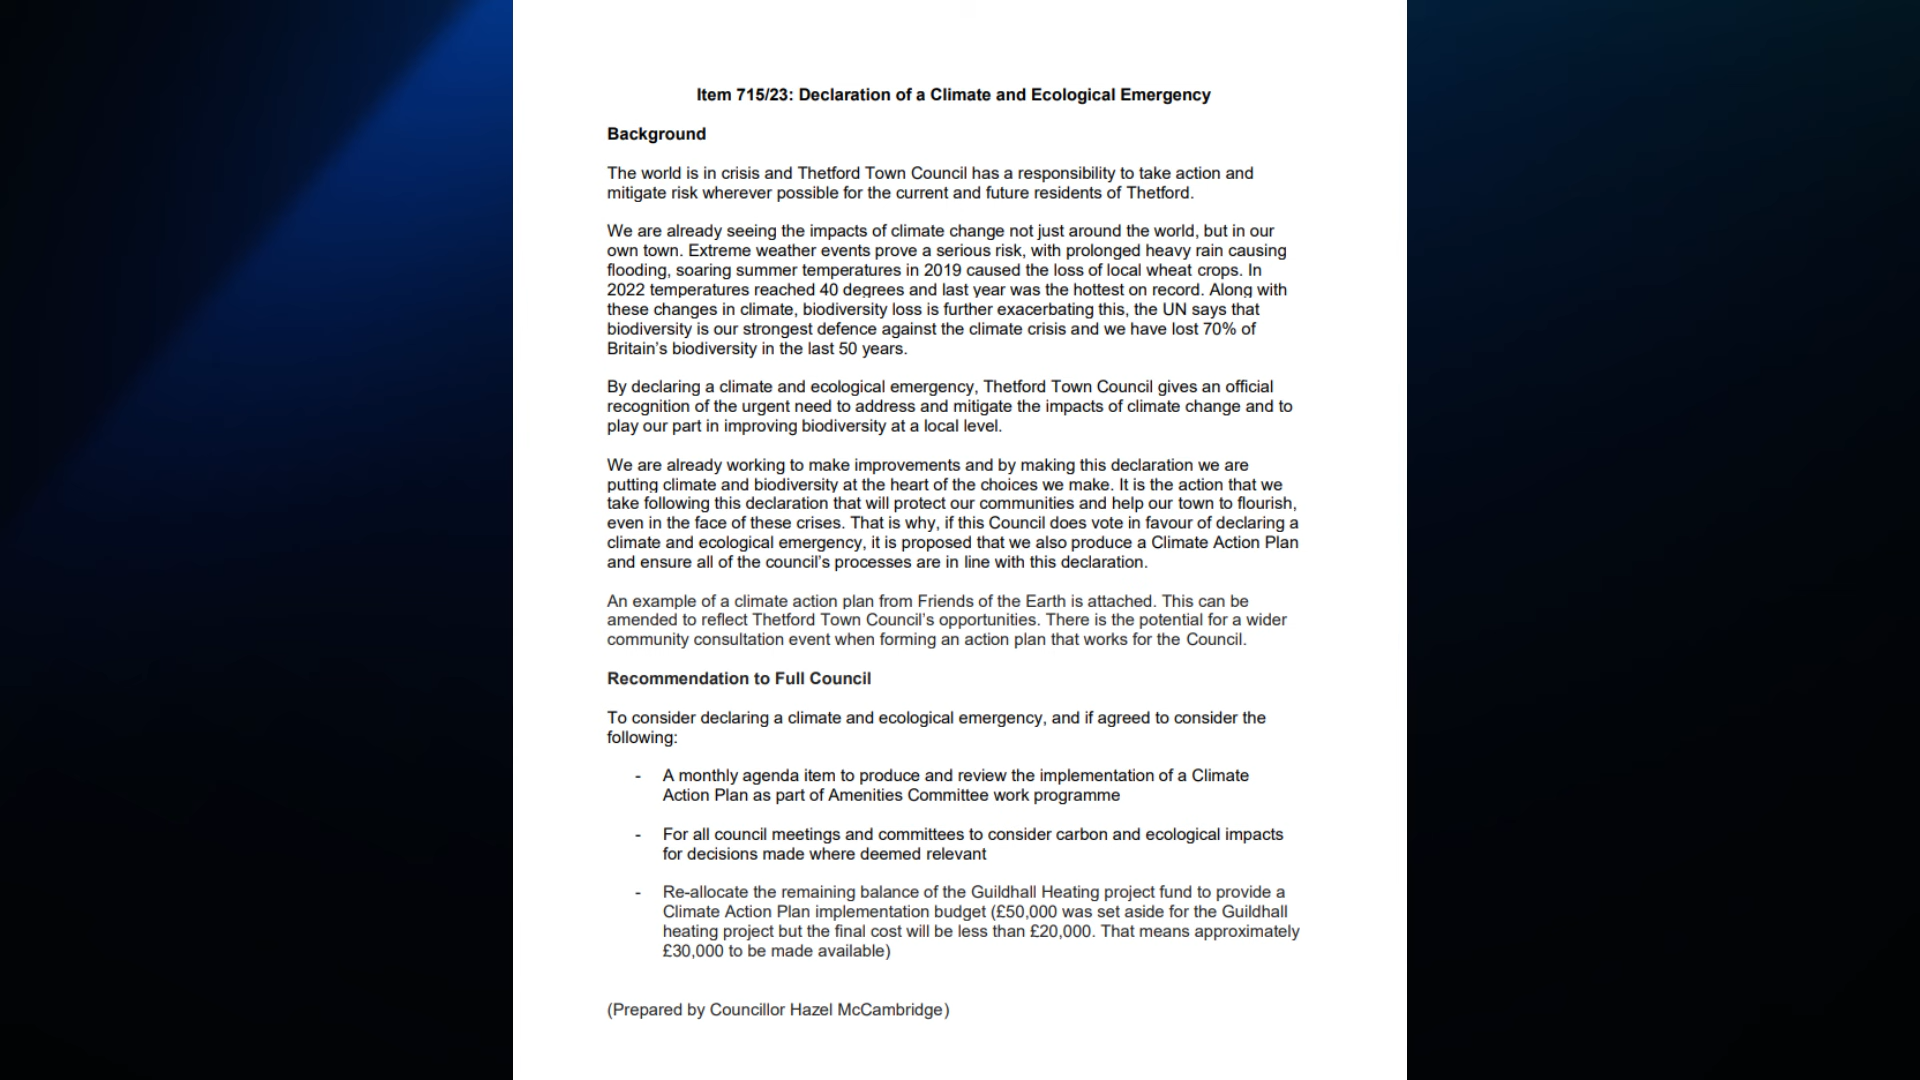 Item 715/23: Declaration of a Climate and Ecological Emergency
Background
The world is in crisis and Thetford Town Council has a responsibility to take action and
mitigate risk wherever possible for the current and future residents of Thetford.
We are already seeing the impacts of climate change not just around the world, but in our
own town. Extreme weather events prove a serious risk, with prolonged heavy rain causing
flooding, soaring summer temperatures in 2019 caused the loss of local wheat crops. In
2022 temperatures reached 40 degrees and last year was the hottest on record. Along with
these changes in climate, biodiversity loss is further exacerbating this, the UN says that
biodiversity is our strongest defence against the climate crisis and we have lost 70% of
Britain’s biodiversity in the last 50 years.
By declaring a climate and ecological emergency, Thetford Town Council gives an official
recognition of the urgent need to address and mitigate the impacts of climate change and to
play our part in improving biodiversity at a local level.
We are already working to make improvements and by making this declaration we are
putting climate and biodiversity at the heart of the choices we make. It is the action that we
take following this declaration that will protect our communities and help our town to flourish,
even in the face of these crises. That is why, if this Council does vote in favour of declaring a
climate and ecological emergency, it is proposed that we also produce a Climate Action Plan
and ensure all of the council’s processes are in line with this declaration.
An example of a climate action plan from Friends of the Earth is attached. This can be
amended to reflect Thetford Town Council’s opportunities. There is the potential for a wider
community consultation event when forming an action plan that works for the Council.
Recommendation to Full Council
To consider declaring a climate and ecological emergency, and if agreed to consider the
following:
- A monthly agenda item to produce and review the implementation of a Climate
Action Plan as part of Amenities Committee work programme
- For all council meetings and committees to consider carbon and ecological impacts
for decisions made where deemed relevant
- Re-allocate the remaining balance of the Guildhall Heating project fund to provide a
Climate Action Plan implementation budget (£50,000 was set aside for the Guildhall
heating project but the final cost will be less than £20,000. That means approximately
£30,000 to be made available)
(Prepared by Councillor Hazel McCambridge)